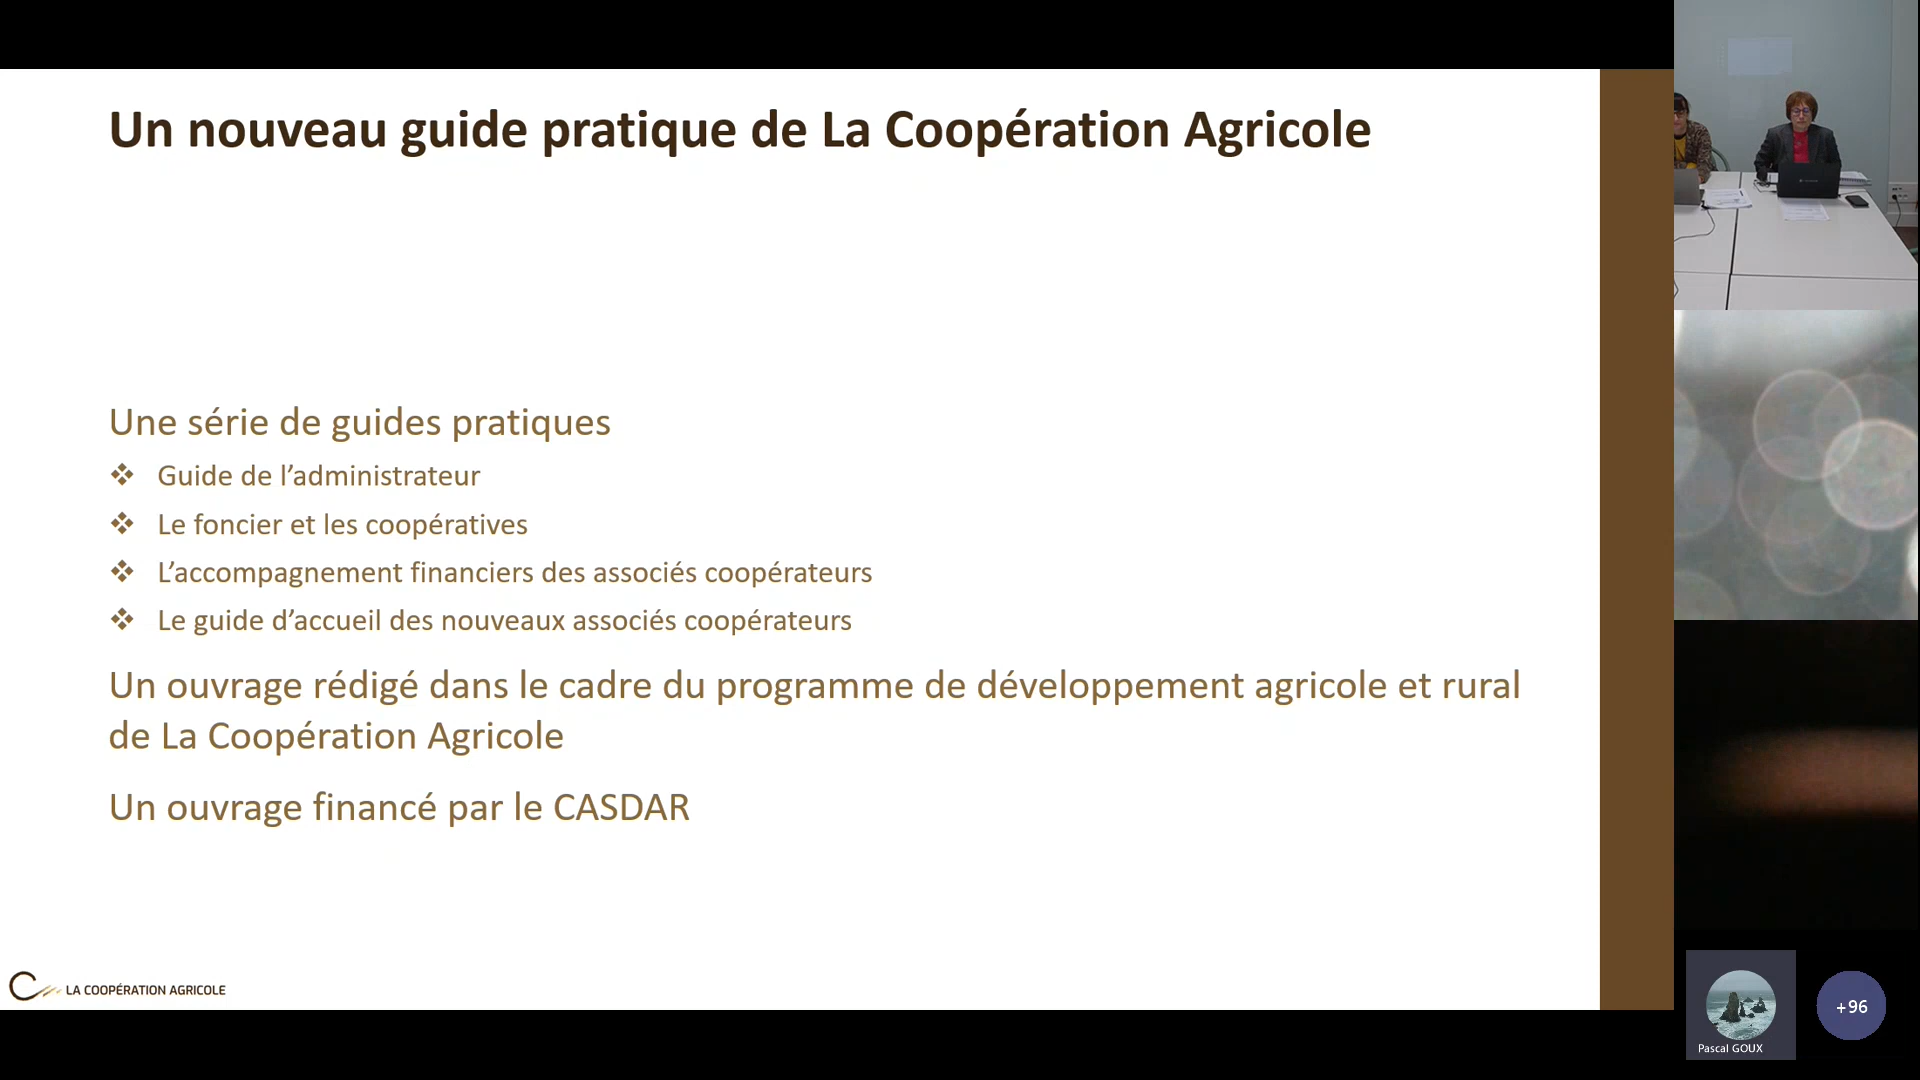 Un nouveau guide pratique de La Coopération Agricole
Une série de guides pratiques
❖ Guide de l’administrateur
❖ Le foncier et les coopératives
❖ L’accompagnement financiers des associés coopérateurs
❖ Le guide d’accueil des nouveaux associés coopérateurs
Un ouvrage rédigé dans le cadre du programme de développement agricole et rural
de La Coopération Agricole
Un ouvrage financé par le CASDAR
LA COOPÉRATION AGRICOLE
Pascal GOUX
+96